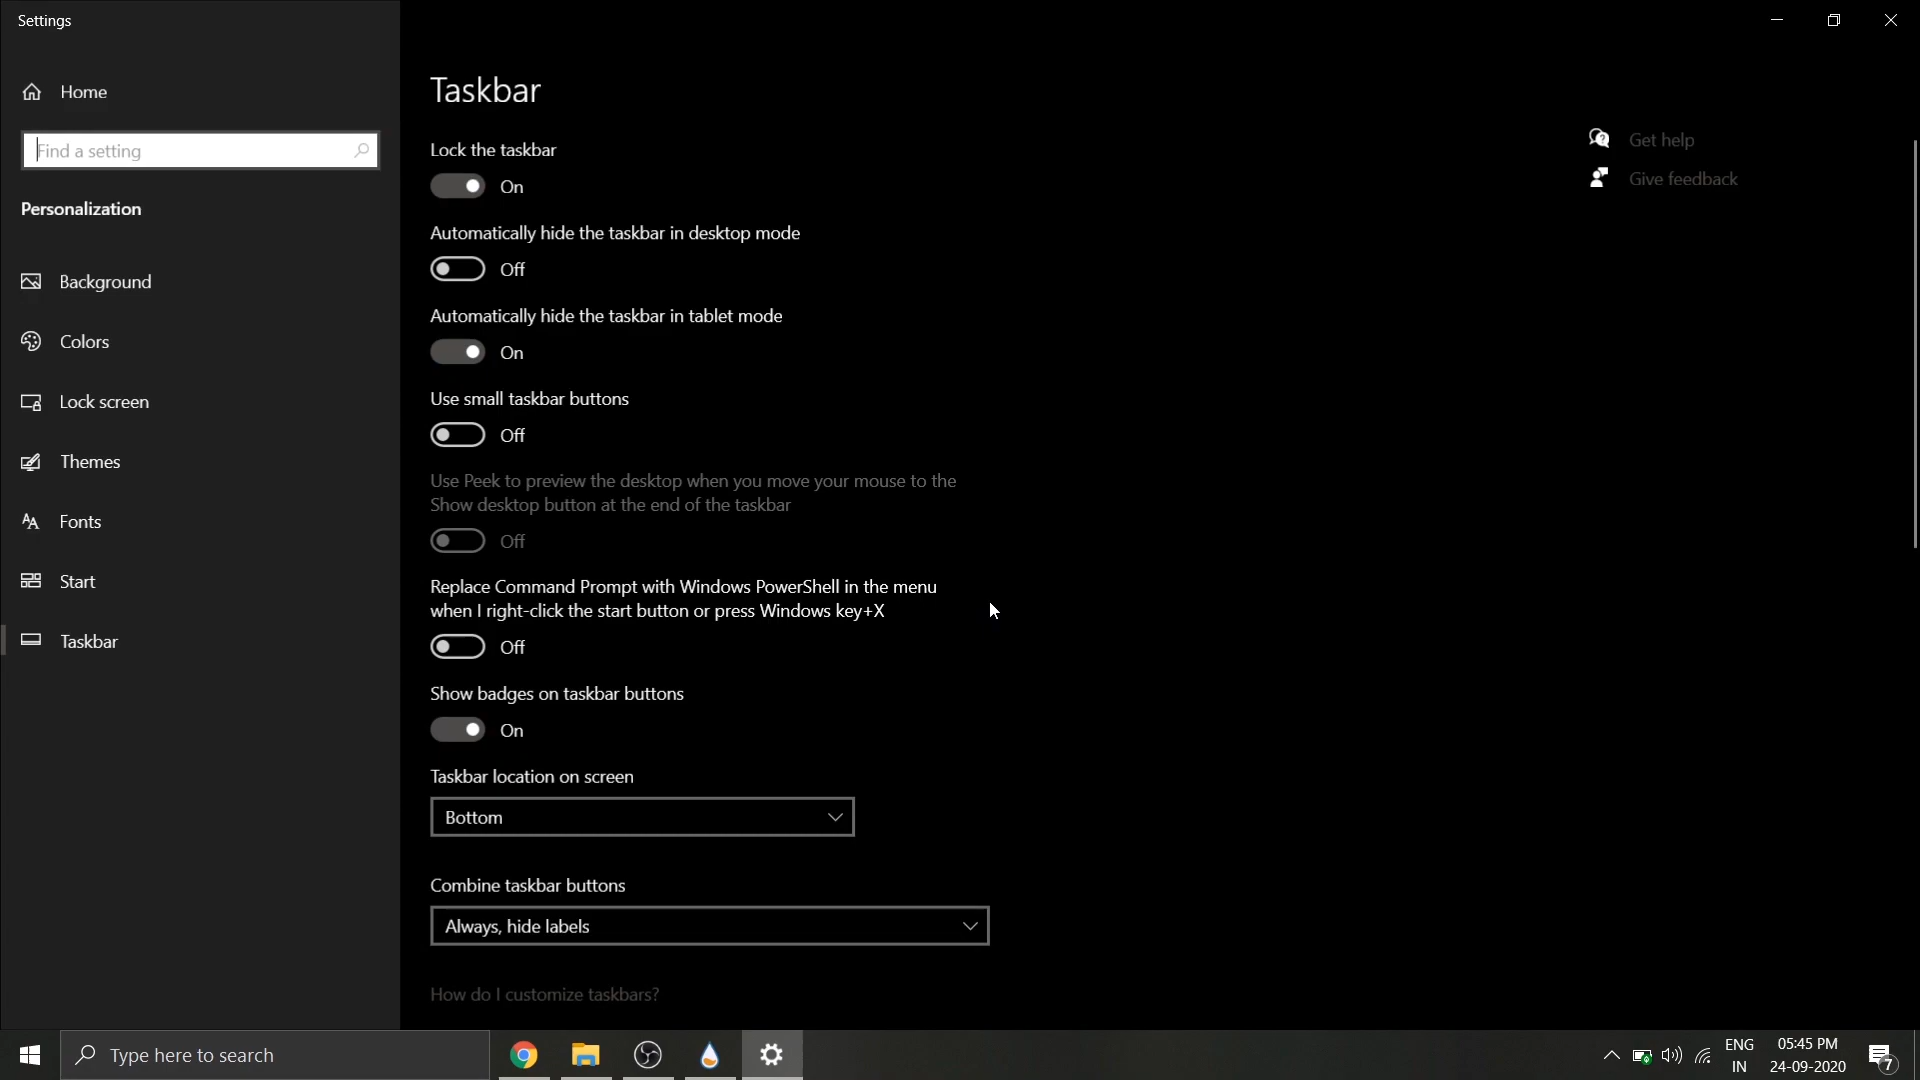 Settings
Home
Find a setting
Personalization
Background
Colors
Lock screen
Themes
Fonts
Start
Taskbar
Taskbar
Lock the taskbar
On
Automatically hide the taskbar in desktop mode
Off
Automatically hide the taskbar in tablet mode
On
Use small taskbar buttons
Off
Use Peek to preview the desktop when you move your mouse to the
Show desktop button at the end of the taskbar
Off
Replace Command Prompt with Windows PowerShell in the menu
when I right-click the start button or press Windows key+X
Off
Show badges on taskbar buttons
On
Taskbar location on screen
Bottom
Combine taskbar buttons
Always, hide labels
How do I customize taskbars?
Get help
Give feedback
Type here to search
ENG
IN
05:45 PM
24-09-2020
7